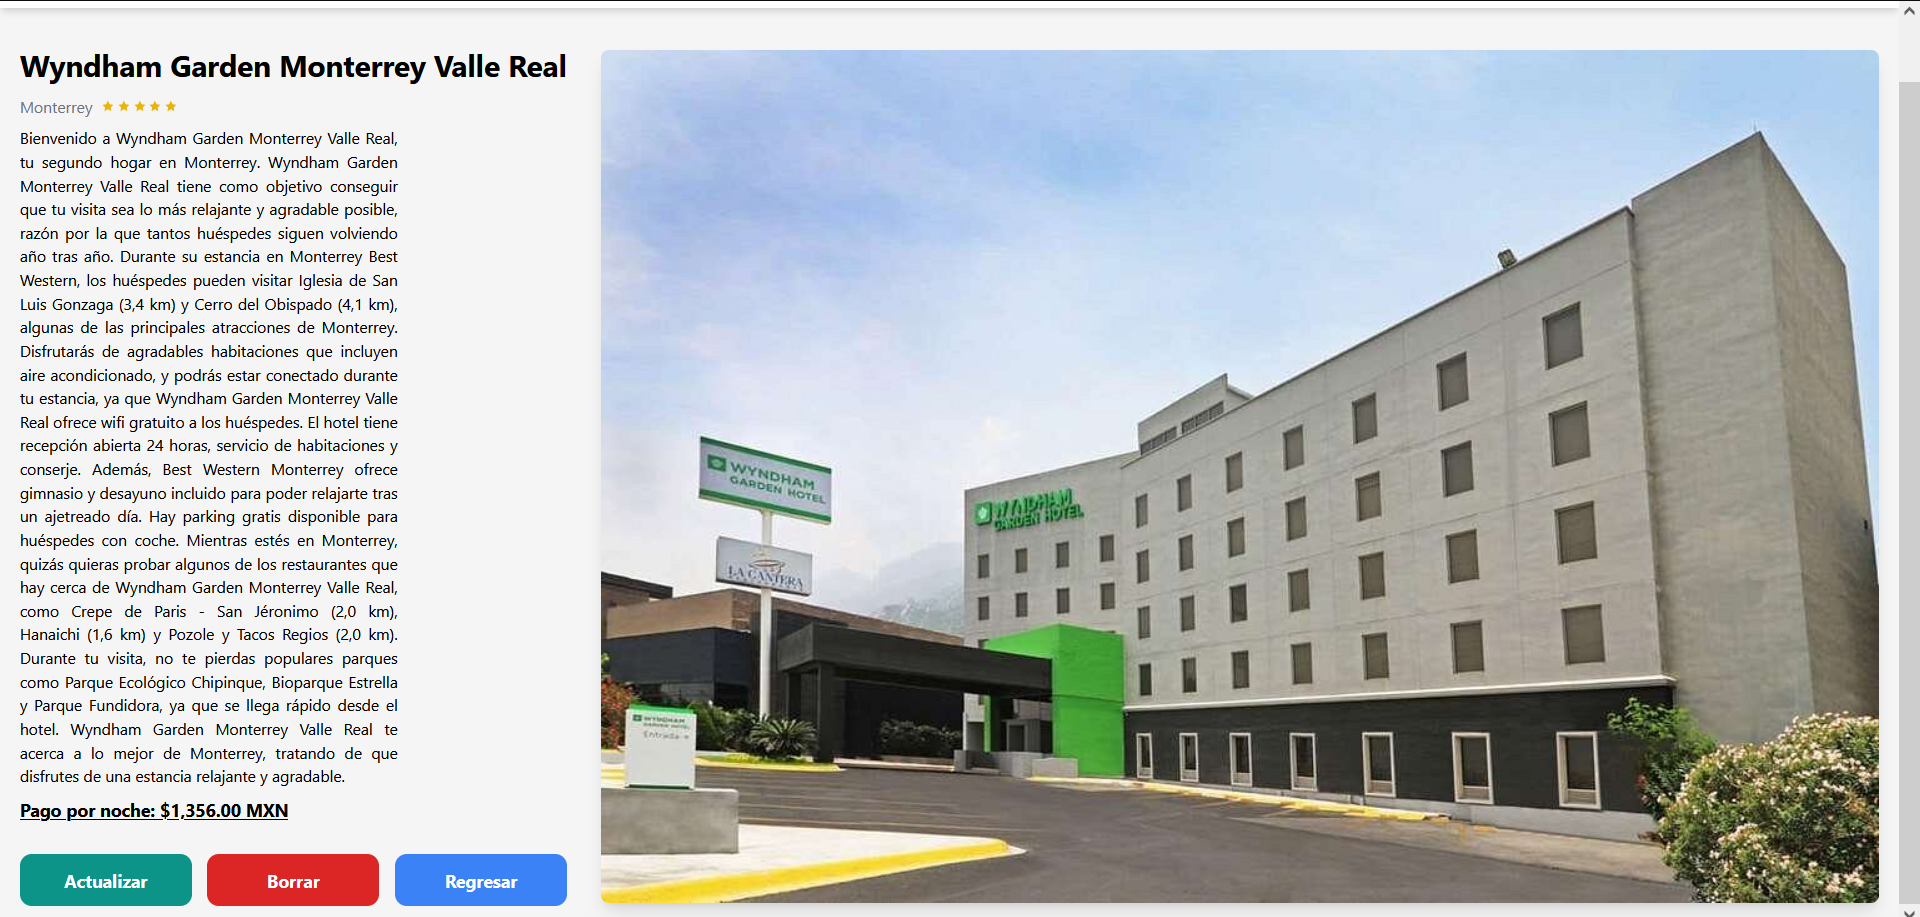 Wyndham Garden Monterrey Valle Real
Monterrey
Bienvenido a Wyndham Garden Monterrey Valle Real,
tu segundo hogar en Monterrey. Wyndham Garden
Monterrey Valle Real tiene como objetivo conseguir
que tu visita sea lo más relajante y agradable posible,
razón por la que tantos huéspedes siguen volviendo
año tras año. Durante su estancia en Monterrey Best
Western, los huéspedes pueden visitar Iglesia de San
Luis Gonzaga (3,4 km) y Cerro del Obispado (4,1 km),
algunas de las principales atracciones de Monterrey.
Disfrutarás de agradables habitaciones que incluyen
aire acondicionado, y podrás estar conectado durante
tu estancia, ya que Wyndham Garden Monterrey Valle
Real ofrece wifi gratuito a los huéspedes. El hotel tiene
recepción abierta 24 horas, servicio de habitaciones y
conserje. Además, Best Western Monterrey ofrece
gimnasio y desayuno incluido para poder relajarte tras
un ajetreado día. Hay parking gratis disponible para
huéspedes con coche. Mientras estés en Monterrey,
quizás quieras probar algunos de los restaurantes que
hay cerca de Wyndham Garden Monterrey Valle Real,
como Crepe de Paris - San Jéronimo (2,0 km),
Hanaichi (1,6 km) y Pozole y Tacos Regios (2,0 km).
Durante tu visita, no te pierdas populares parques
como Parque Ecológico Chipinque, Bioparque Estrella
y Parque Fundidora, ya que se llega rápido desde el
hotel. Wyndham Garden Monterrey Valle Real te
acerca a lo mejor de Monterrey, tratando de que
disfrutes de una estancia relajante y agradable.
Pago por noche: $1,356.00 MXN
Actualizar
Borrar
Regresar
WYNDHAM
GARDEN HOTEL
LA CANTERA
WYNDHAM
GARDEN HOTEL
WYNDHAM
GARDEN HOTEL
Entrada